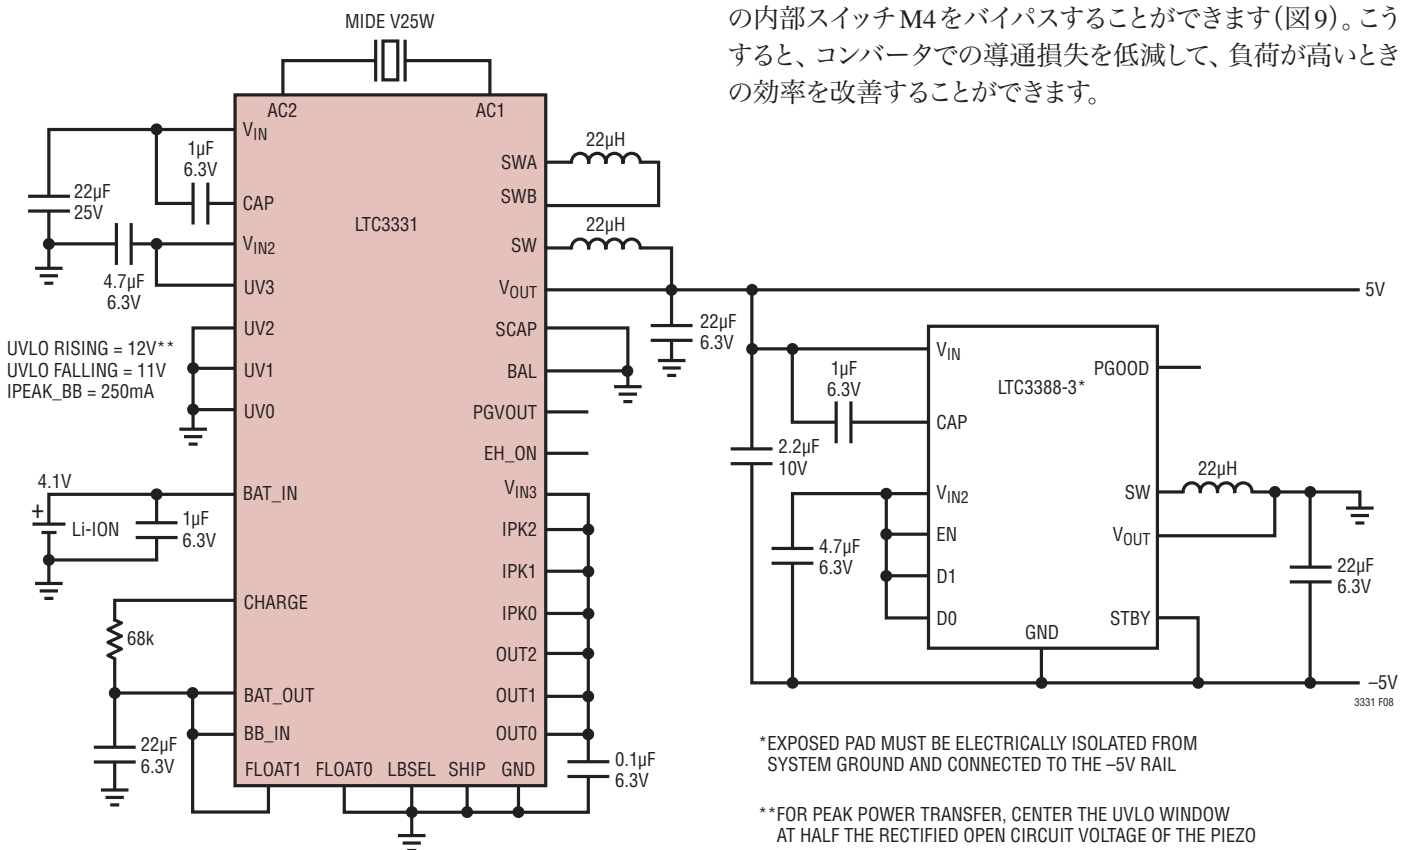 の内部スイッチM4をバイパスすることができます(図9)。こう
すると、コンバータでの導通損失を低減して、負荷が高いとき
の効率を改善することができます。
MIDE V25W
AC2
AC1
VIN
1µF
6.3V
CAP
22µF
25V
VIN2
4.7µF
6.3V
UV3
UV2
UV1
UV0
UVLO RISING = 12V**
UVLO FALLING = 11V
IPEAK_BB = 250mA
4.1V
+
Li-ION
1µF
6.3V
BAT_IN
CHARGE
68k
BAT_OUT
BB_IN
22µF
6.3V
FLOAT1 FLOAT0 LBSEL SHIP GND
LTC3331
SWA
22µH
SWB
SW
22µH
VOUT
SCAP
BAL
PGVOUT
EH_ON
VIN3
IPK2
IPK1
IPK0
OUT2
OUT1
OUT0
0.1µF
6.3V
22µF
6.3V
5V
2.2µF
10V
1µF
6.3V
4.7µF
6.3V
VIN
CAP
VIN2
EN
D1
D0
GND
LTC3388-3*
PGOOD
SW
22µH
VOUT
STBY
22µF
6.3V
–5V
3331 F08
*EXPOSED PAD MUST BE ELECTRICALLY ISOLATED FROM
SYSTEM GROUND AND CONNECTED TO THE –5V RAIL
**FOR PEAK POWER TRANSFER, CENTER THE UVLO WINDOW
AT HALF THE RECTIFIED OPEN CIRCUIT VOLTAGE OF THE PIEZO